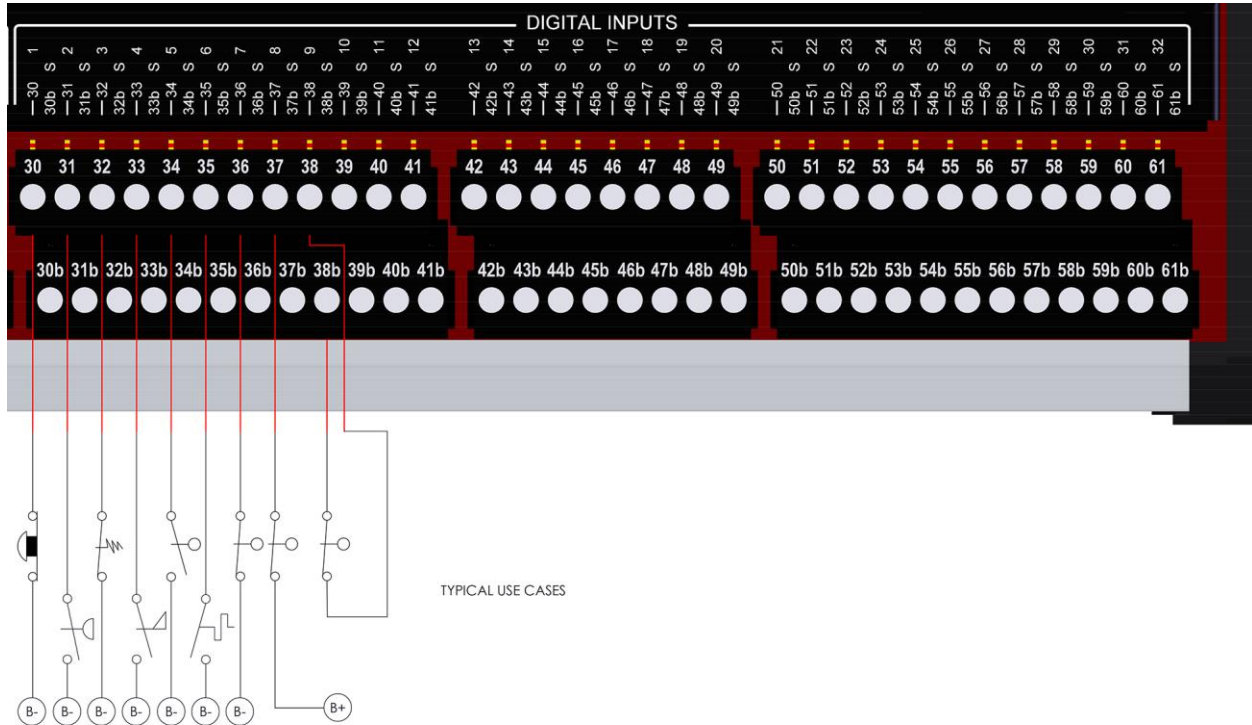 DIGITAL INPUTS
1 2 3 4 5 6 7 8 9 10 11 12 13 14 15 16 17 18 19 20 21 22 23 24 25 26 27 28 29 30 31 32
S S S S S S S S S S S S S S S S S S S S S S S S S S S S S S S S
30 30b 31 31b 32 32b 33 33b 34 34b 35 35b 36 36b 37 37b 38 38b 39 39b 40 40b 41 41b 42 42b 43 43b 44 44b 45 45b 46 46b 47 47b 48 48b 49 49b 50 50b 51 51b 52 52b 53 53b 54 54b 55 55b 56 56b 57 57b 58 58b 59 59b 60 60b 61 61b
30 31 32 33 34 35 36 37 38 39 40 41 42 43 44 45 46 47 48 49 50 51 52 53 54 55 56 57 58 59 60 61
30b 31b 32b 33b 34b 35b 36b 37b 38b 39b 40b 41b 42b 43b 44b 45b 46b 47b 48b 49b 50b 51b 52b 53b 54b 55b 56b 57b 58b 59b 60b 61b
TYPICAL USE CASES
B- B- B- B- B- B- B- B+